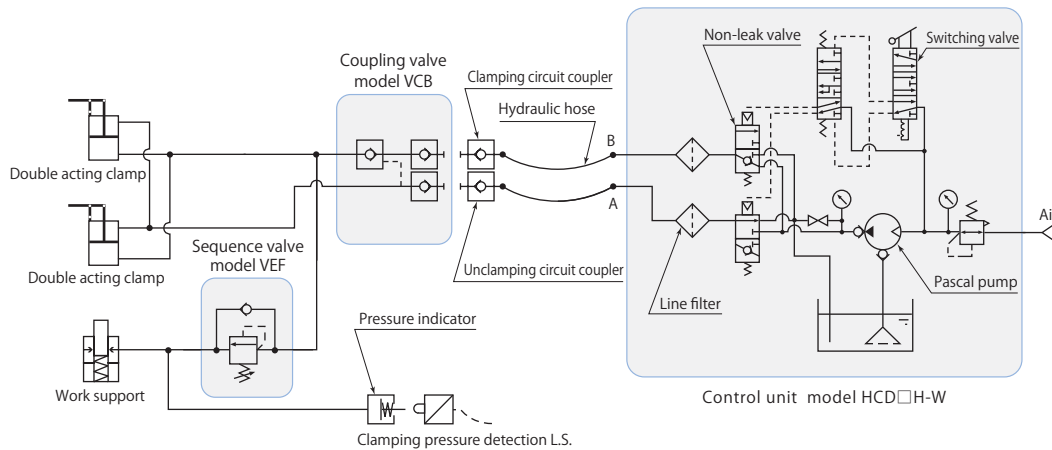 Non-leak valve
Switching valve
Coupling valve
model VCB
Clamping circuit coupler
Hydraulic hose
B
A
Double acting clamp
Double acting clamp
Sequence valve
model VEF
Unclamping circuit coupler
Line filter
Pascal pump
Pressure indicator
Work support
Clamping pressure detection L.S.
Control unit model HCD□H-W